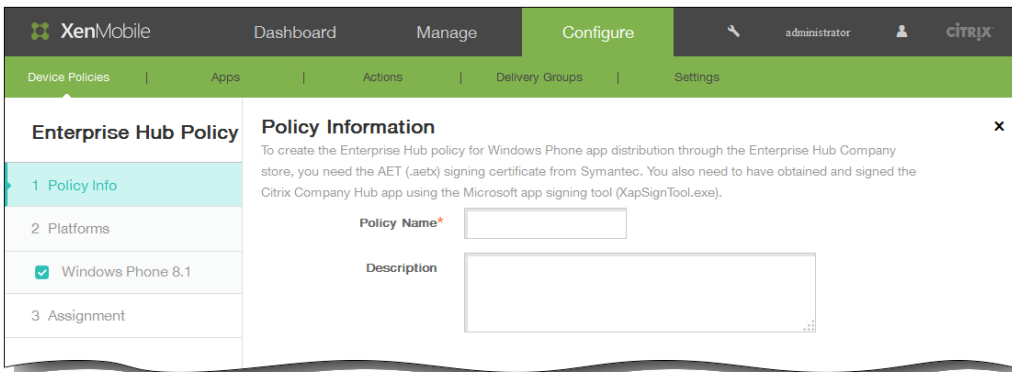 XenMobile Dashboard Manage Configure administrator CITRIX
Device Policies | Apps | Actions | Delivery Groups | Settings
Enterprise Hub Policy
1 Policy Info
2 Platforms
Windows Phone 8.1
3 Assignment
Policy Information
To create the Enterprise Hub policy for Windows Phone app distribution through the Enterprise Hub Company
store, you need the AET (.aetx) signing certificate from Symantec. You also need to have obtained and signed the
Citrix Company Hub app using the Microsoft app signing tool (XapSignTool.exe).
Policy Name*
Description